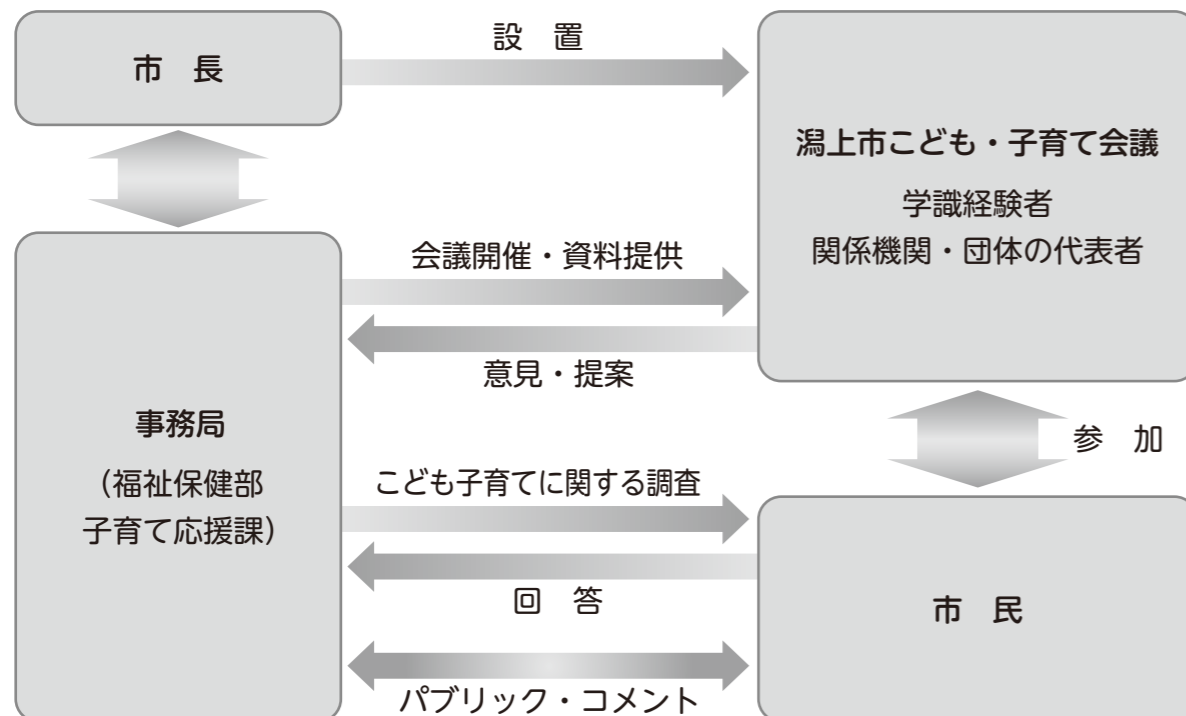 市　長
設　置
潟上市こども・子育て会議
学識経験者
関係機関・団体の代表者
会議開催・資料提供
意見・提案
事務局
（福祉保健部
子育て応援課）
参　加
こども子育てに関する調査
回　答
市　民
パブリック・コメント